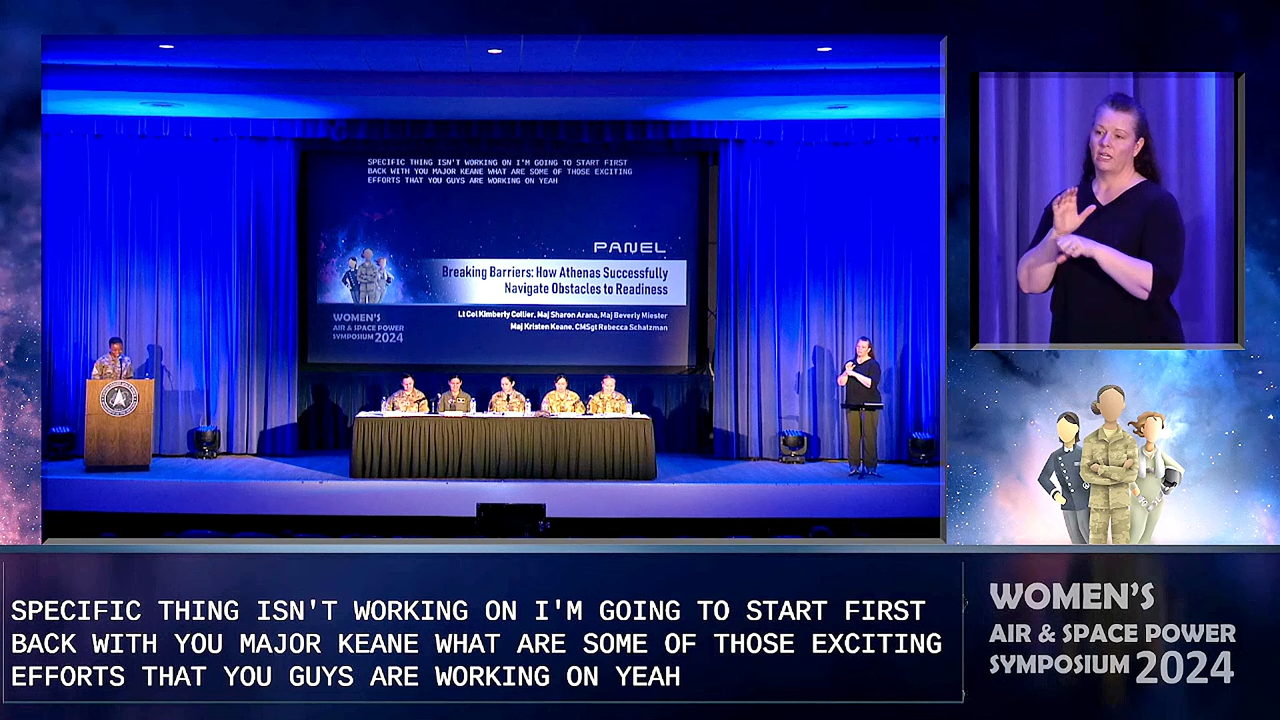 SPECIFIC THING ISN'T WORKING ON I'M GOING TO START FIRST
BACK WITH YOU MAJOR KEANE WHAT ARE SOME OF THOSE EXCITING
EFFORTS THAT YOU GUYS ARE WORKING ON YEAH
PANEL
Breaking Barriers: How Athenas Successfully
Navigate Obstacles to Readiness
Lt Col Kimberly Collier, Maj Sharon Arana, Maj Beverly Miester
Maj Kristen Keane, CMSgt Rebecca Schatzman
WOMEN'S
AIR & SPACE POWER
SYMPOSIUM 2024
SPECIFIC THING ISN'T WORKING ON I'M GOING TO START FIRST
BACK WITH YOU MAJOR KEANE WHAT ARE SOME OF THOSE EXCITING
EFFORTS THAT YOU GUYS ARE WORKING ON YEAH
WOMEN'S
AIR & SPACE POWER
SYMPOSIUM 2024